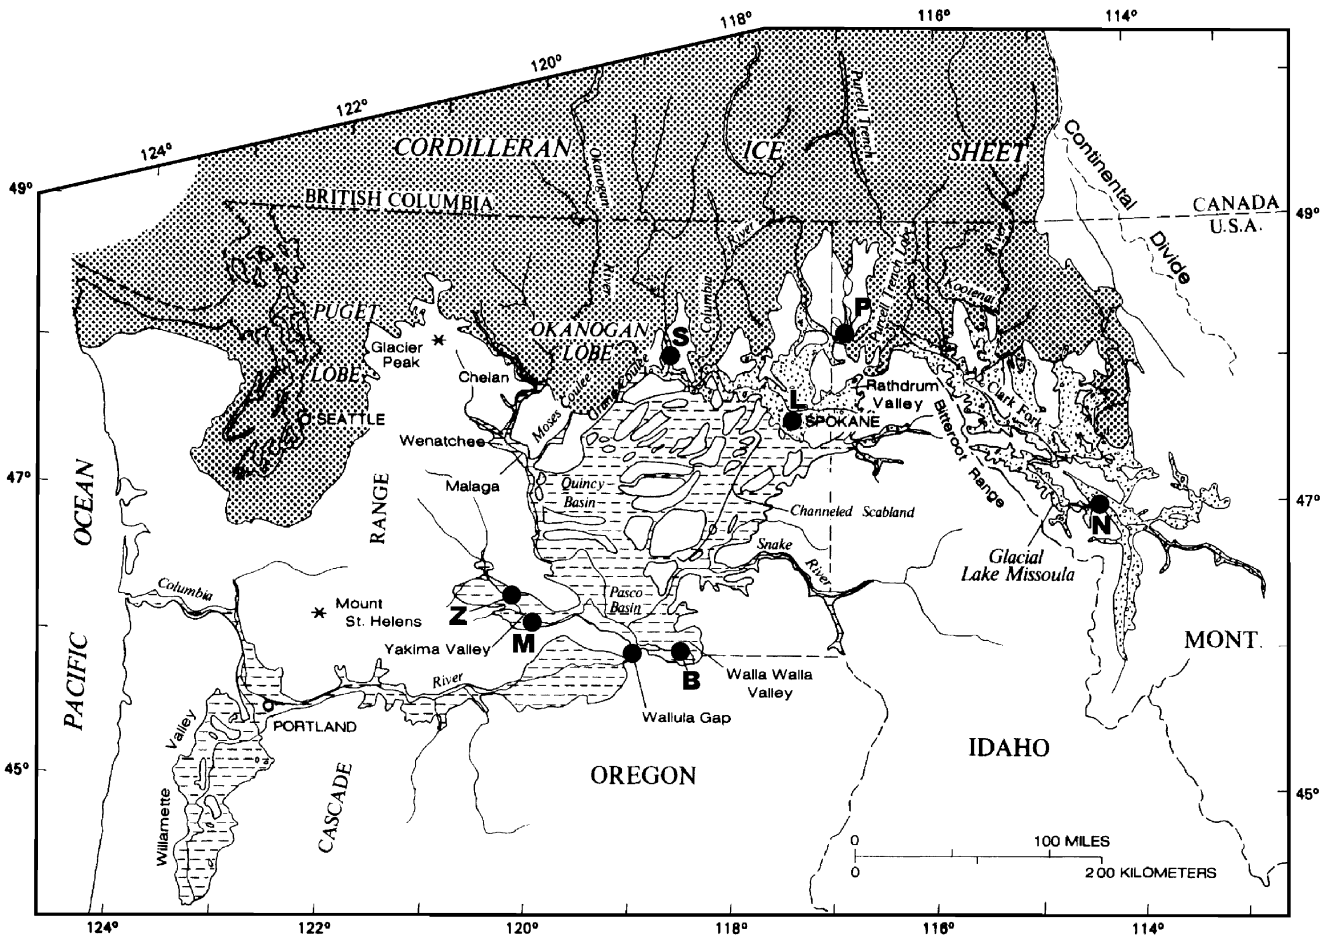 118°
116°
114°
120°
122°
124°
49°
CORDILLERAN ICE SHEET
Purcell Trench
Okanogan
River
Continental
Divide
BRITISH COLUMBIA
CANADA
U.S.A.
49°
River
Columbia
Purcell Trench Lobe
Kootenai
R.
P
PUGET
LOBE
OKANOGAN
LOBE
S
Glacier
Peak
Chelan
Moses Coulee
Grand Coulee
L
SPOKANE
Rathdrum
Valley
Clark Fork
Bitterroot Range
SEATTLE
Wenatchee
Malaga
47°
OCEAN
PACIFIC
RANGE
CASCADE
Quincy
Basin
Channeled Scabland
47°
N
Glacial
Lake Missoula
Snake
River
Columbia
River
Mount
St. Helens
Z
M
Yakima Valley
Pasco
Basin
B
Walla Walla
Valley
Wallula Gap
MONT.
IDAHO
OREGON
PORTLAND
Willamette
Valley
45°
45°
0 100 MILES
0 200 KILOMETERS
124°
122°
120°
118°
116°
114°